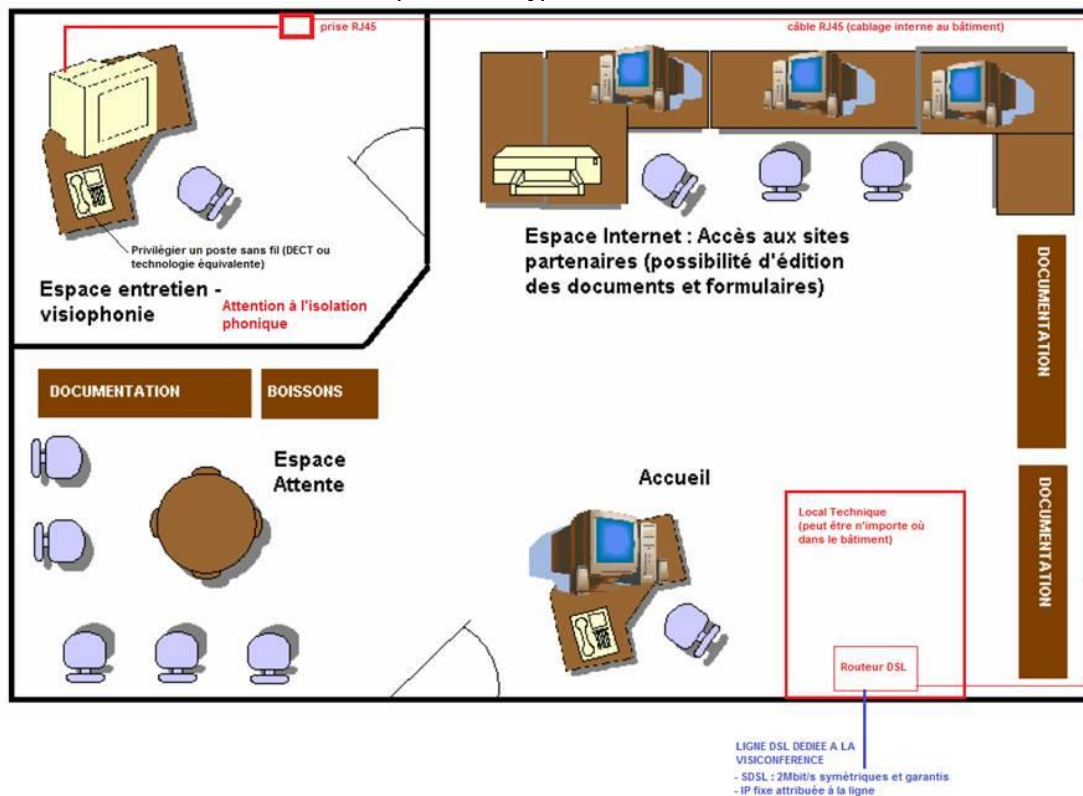 prise RJ45
câble RJ45 (cablage interne au bâtiment)
Privilégier un poste sans fil (DECT ou
technologie équivalente)
Espace entretien -
visiophonie
Attention à l'isolation
phonique
Espace Internet : Accès aux sites
partenaires (possibilité d'édition
des documents et formulaires)
DOCUMENTATION
DOCUMENTATION
BOISSONS
Espace
Attente
Accueil
Local Technique
(peut être n'importe où
dans le bâtiment)
DOCUMENTATION
Routeur DSL
LIGNE DSL DEDIEE A LA
VISICONFERENCE
- SDSL : 2Mbit/s symétriques et garantis
- IP fixe attribuée à la ligne